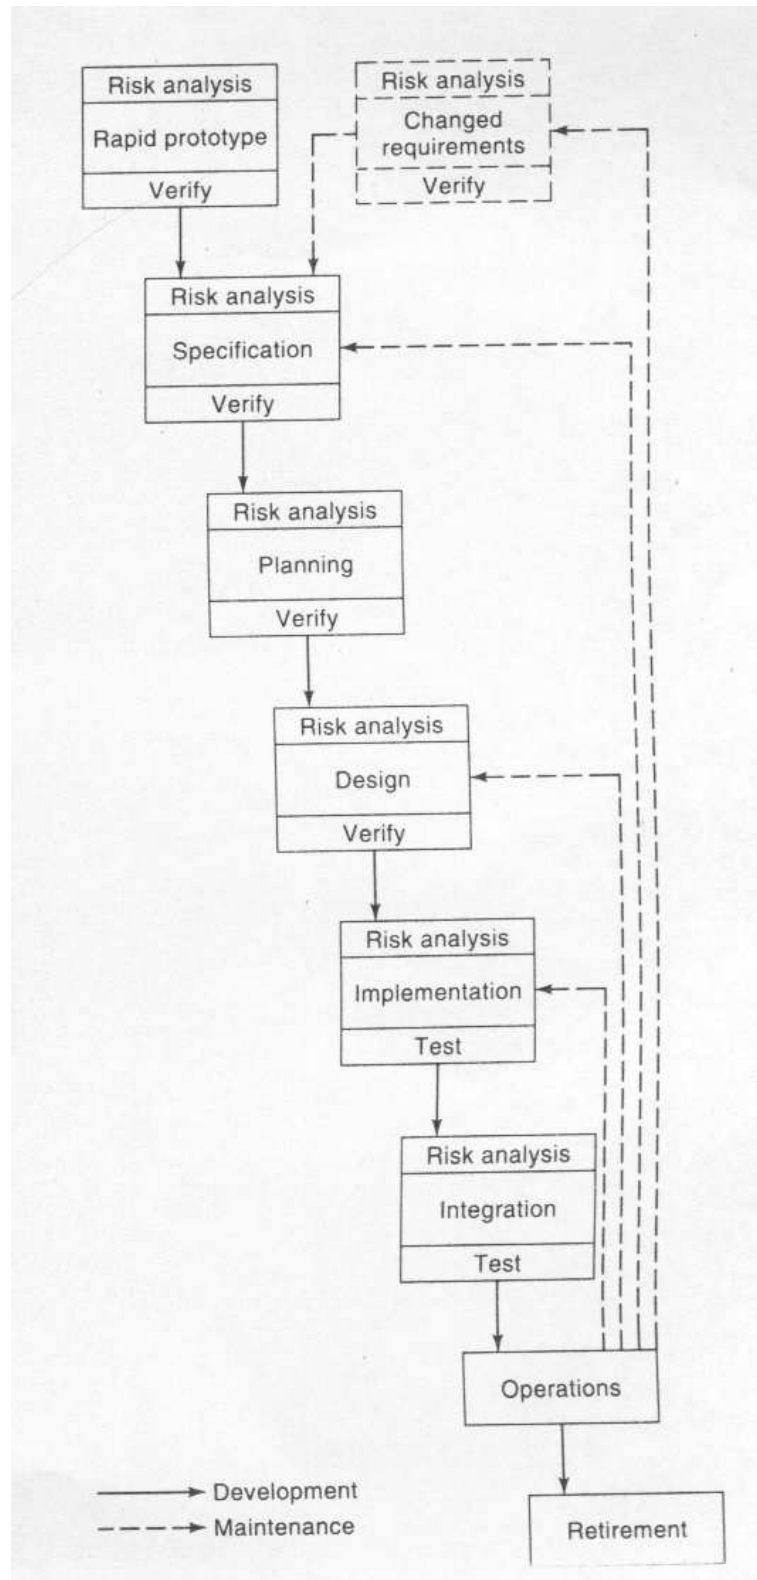 Risk analysis
Rapid prototype
Verify
Risk analysis
Changed
requirements
Verify
Risk analysis
Specification
Verify
Risk analysis
Planning
Verify
Risk analysis
Design
Verify
Risk analysis
Implementation
Test
Risk analysis
Integration
Test
Operations
Development
Maintenance
Retirement